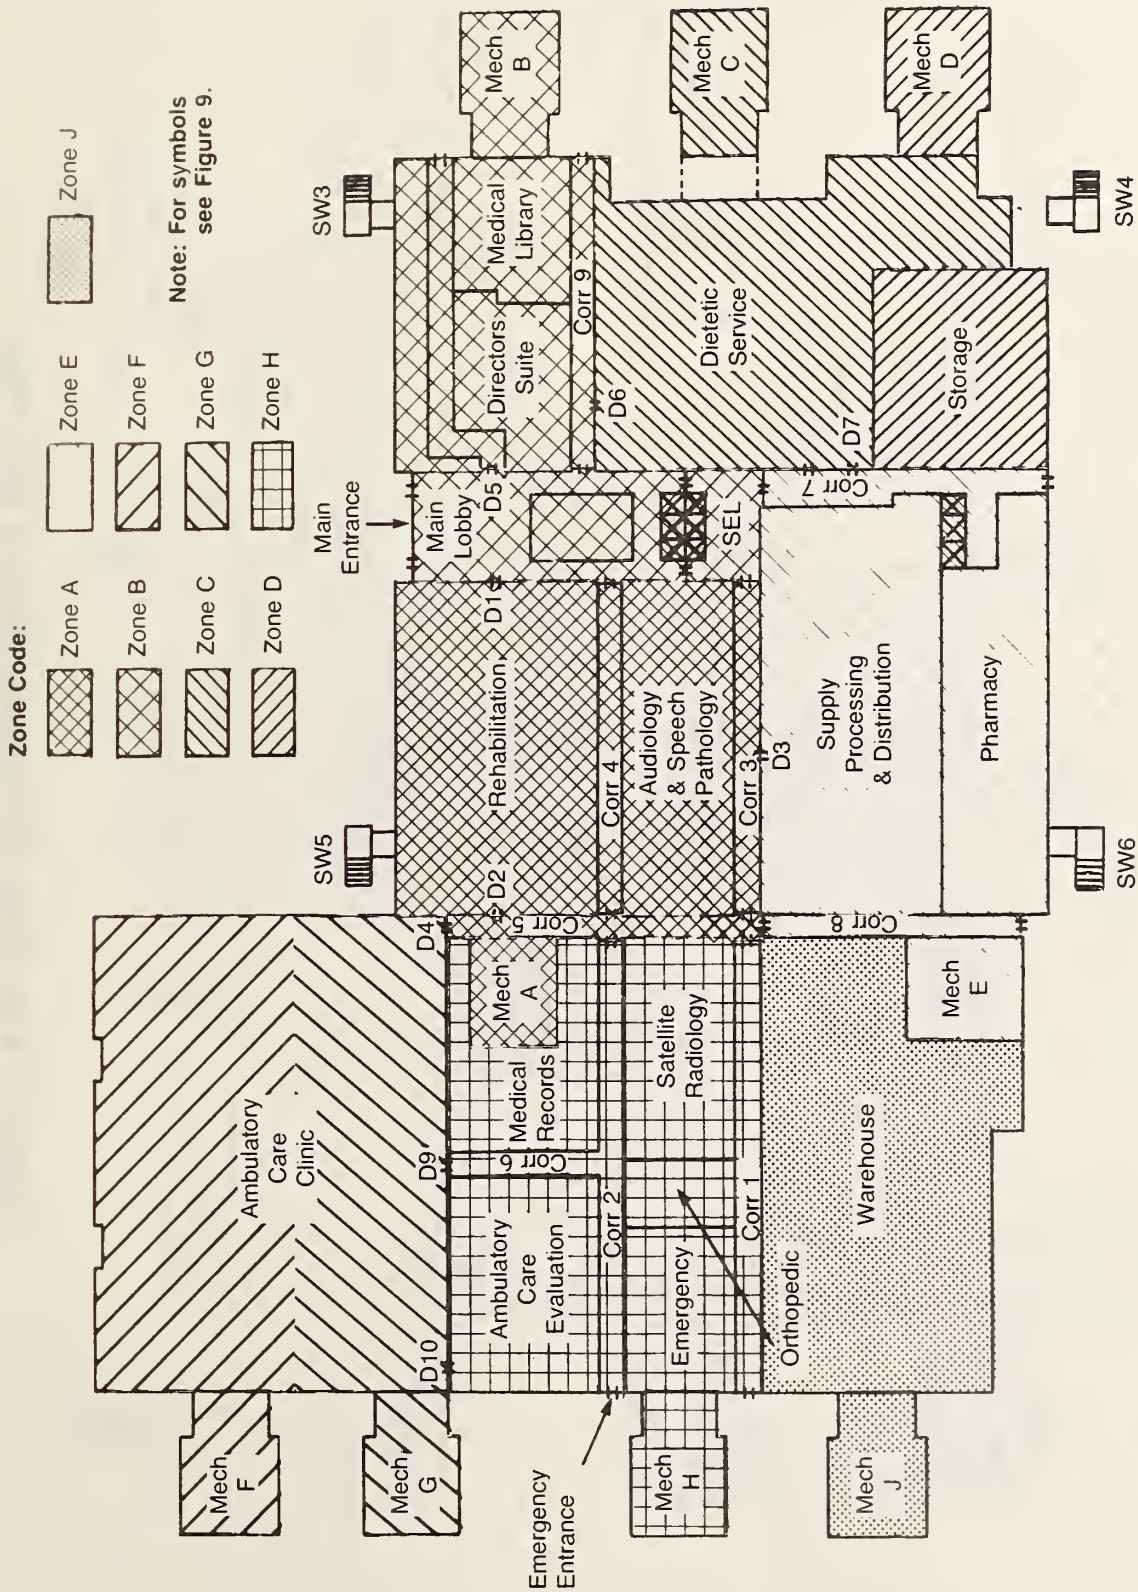 Zone Code:
Zone A
Zone B
Zone C
Zone D
Zone E
Zone F
Zone G
Zone H
Zone J
Note: For symbols
see Figure 9.
Main
Entrance
SW3
SW4
SW5
SW6
Mech
B
Mech
C
Mech
D
Medical
Library
Directors
Suite
Corr 9
D6
Dietetic
Service
Storage
D7
Corr 7
Main
Lobby
D5
SEL
D1
Rehabilitation
D2
Corr 4
Audiology
& Speech
Pathology
Corr 3
D3
Supply
Processing
& Distribution
Pharmacy
D4
Corr 5
Corr 8
Ambulatory
Care
Clinic
Mech
A
Medical
Records
Satellite
Radiology
Mech
E
D9
Corr 6
Corr 2
Corr 1
Warehouse
Ambulatory
Care
Evaluation
Emergency
Orthopedic
D10
Mech
F
Mech
G
Mech
H
Mech
J
Emergency
Entrance